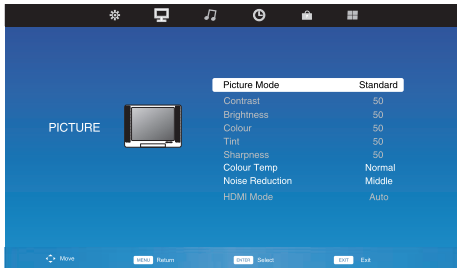 Picture Mode Standard
Contrast 50
Brightness 50
Colour 50
Tint 50
Sharpness 50
Colour Temp Normal
Noise Reduction Middle
HDMI Mode Auto
PICTURE
Move MENU Return ENTER Select EXIT Exit